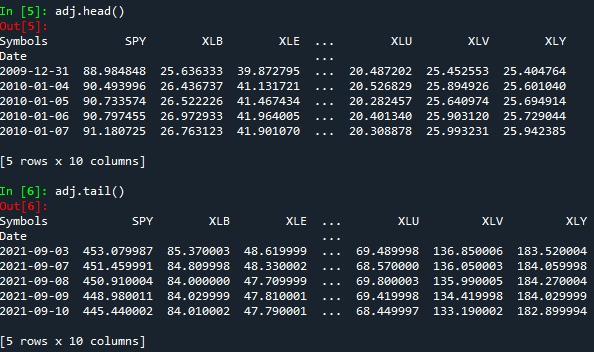 In [5]: adj.head()
Out[5]:
Symbols SPY XLB XLE ... XLU XLV XLY
Date ...
2009-12-31 88.984848 25.636333 39.872795 ... 20.487202 25.452553 25.404764
2010-01-04 90.493996 26.436737 41.131721 ... 20.526829 25.894926 25.601040
2010-01-05 90.733574 26.522226 41.467434 ... 20.282457 25.640974 25.694914
2010-01-06 90.797455 26.972933 41.964005 ... 20.401340 25.903120 25.729044
2010-01-07 91.180725 26.763123 41.901070 ... 20.308878 25.993231 25.942385
[5 rows x 10 columns]
In [6]: adj.tail()
Out[6]:
Symbols SPY XLB XLE ... XLU XLV XLY
Date ...
2021-09-03 453.079987 85.370003 48.619999 ... 69.489998 136.850006 183.520004
2021-09-07 451.459991 84.809998 48.330002 ... 68.570000 136.050003 184.059998
2021-09-08 450.910004 84.010000 47.709999 ... 69.800003 135.990005 184.270004
2021-09-09 448.980011 84.029999 47.810001 ... 69.419998 134.419998 184.029999
2021-09-10 445.440002 84.010002 47.790001 ... 68.449997 133.190002 182.899994
[5 rows x 10 columns]